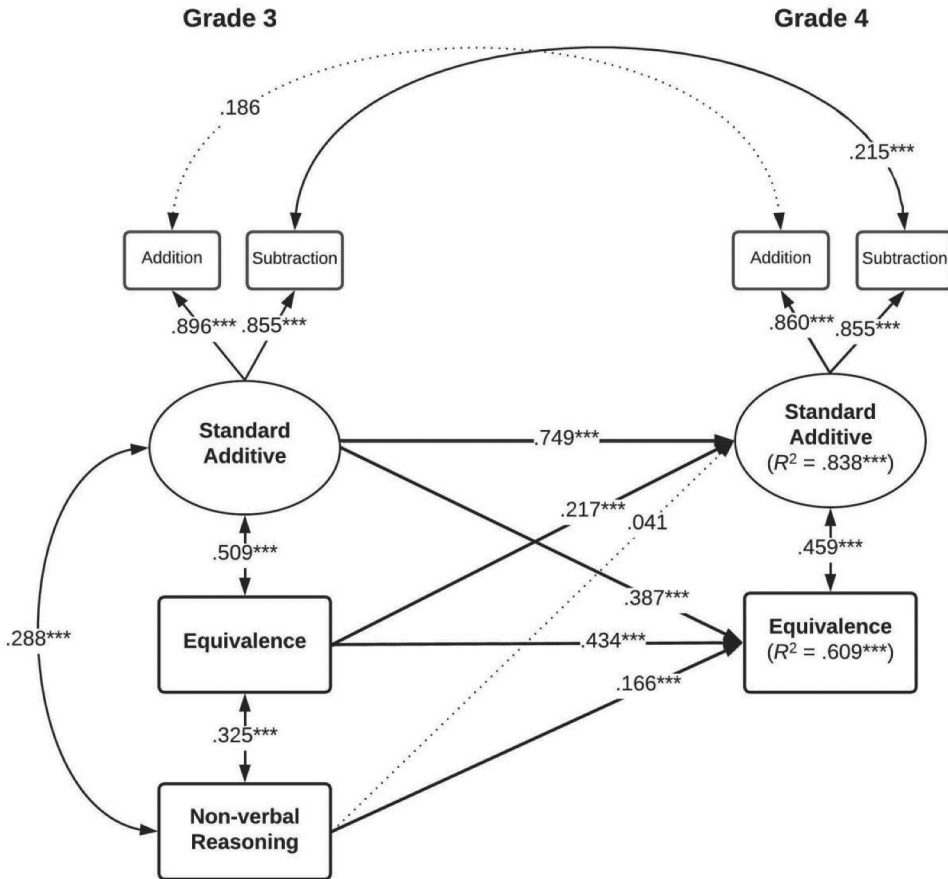 Grade 3
Grade 4
.186
.215***
Addition
Subtraction
Addition
Subtraction
.896***
.855***
.860***
.855***
Standard
Additive
Standard
Additive
(R² = .838***)
.749***
.217***
.041
.509***
.459***
.387***
.288***
Equivalence
.434***
Equivalence
(R² = .609***)
.166***
.325***
Non-verbal
Reasoning